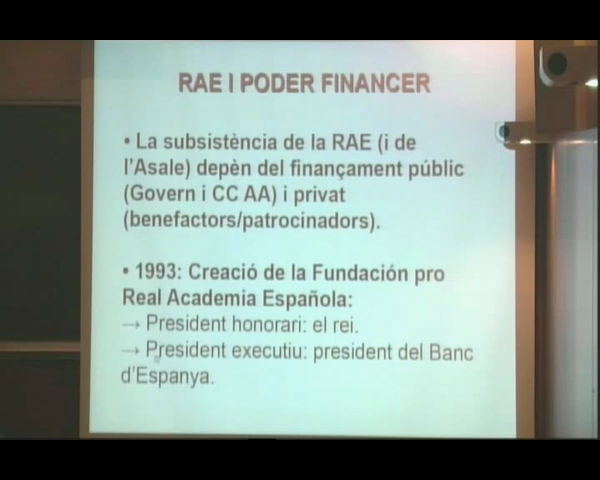 RAE I PODER FINANCER
• La subsistència de la RAE (i de
l'Asale) depèn del finançament públic
(Govern i CC AA) i privat
(benefactors/patrocinadors).
• 1993: Creació de la Fundación pro
Real Academia Española:
→ President honorari: el rei.
→ President executiu: president del Banc
d'Espanya.